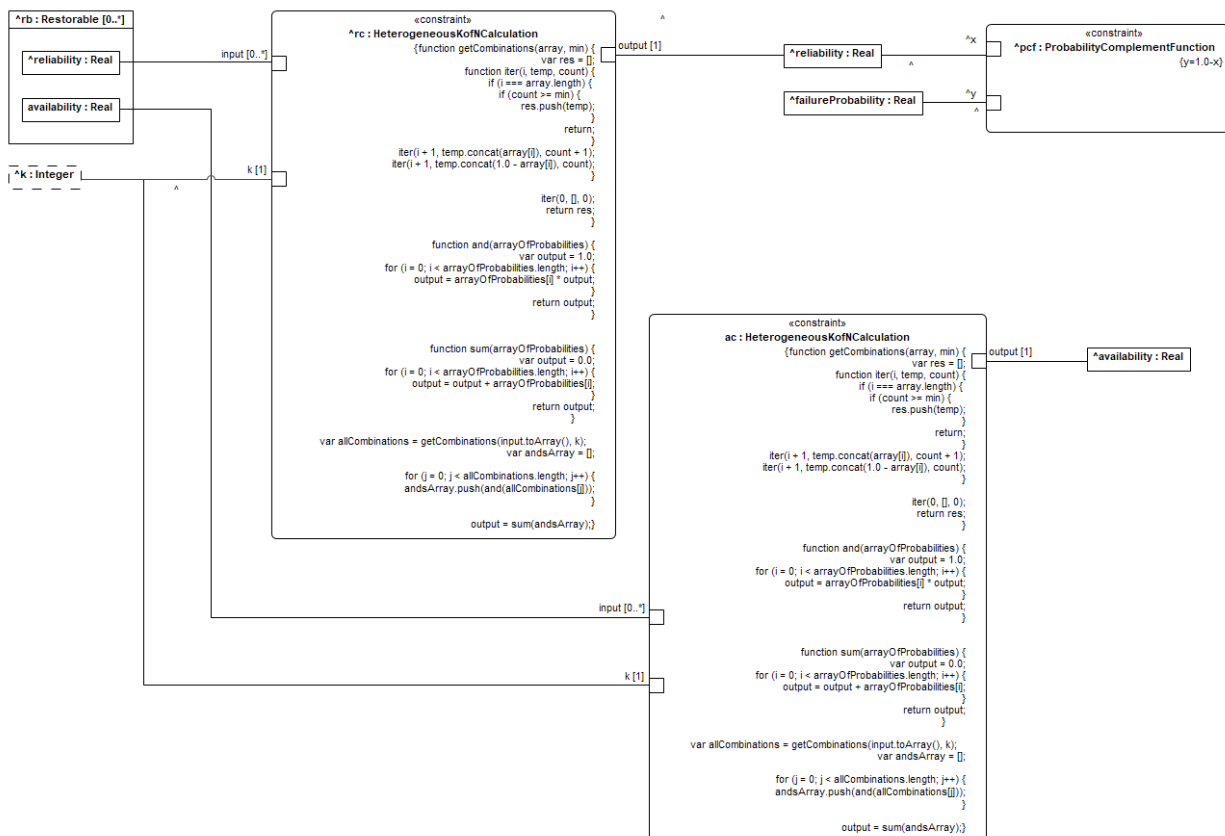 ^rb : Restorable [0..*]
^reliability : Real
availability : Real
^k : Integer
^
input [0..*]
k [1]
«constraint»
^rc : HeterogeneousKofNCalculation
{function getCombinations(array, min) {
var res = [];
function iter(i, temp, count) {
if (i === array.length) {
if (count >= min) {
res.push(temp);
}
return;
}
iter(i + 1, temp.concat(array[i]), count + 1);
iter(i + 1, temp.concat(1.0 - array[i]), count);
}
iter(0, [], 0);
return res;
}
function and(arrayOfProbabilities) {
var output = 1.0;
for (i = 0; i < arrayOfProbabilities.length; i++) {
output = arrayOfProbabilities[i] * output;
}
return output;
}
function sum(arrayOfProbabilities) {
var output = 0.0;
for (i = 0; i < arrayOfProbabilities.length; i++) {
output = output + arrayOfProbabilities[i];
}
return output;
}
var allCombinations = getCombinations(input.toArray(), k);
var andsArray = [];
for (j = 0; j < allCombinations.length; j++) {
andsArray.push(and(allCombinations[j]));
}
output = sum(andsArray);}
output [1]
^
^reliability : Real
^
^x
^failureProbability : Real
^y
^
«constraint»
^pcf : ProbabilityComplementFunction
{y=1.0-x}
input [0..*]
k [1]
«constraint»
ac : HeterogeneousKofNCalculation
{function getCombinations(array, min) {
var res = [];
function iter(i, temp, count) {
if (i === array.length) {
if (count >= min) {
res.push(temp);
}
return;
}
iter(i + 1, temp.concat(array[i]), count + 1);
iter(i + 1, temp.concat(1.0 - array[i]), count);
}
iter(0, [], 0);
return res;
}
function and(arrayOfProbabilities) {
var output = 1.0;
for (i = 0; i < arrayOfProbabilities.length; i++) {
output = arrayOfProbabilities[i] * output;
}
return output;
}
function sum(arrayOfProbabilities) {
var output = 0.0;
for (i = 0; i < arrayOfProbabilities.length; i++) {
output = output + arrayOfProbabilities[i];
}
return output;
}
var allCombinations = getCombinations(input.toArray(), k);
var andsArray = [];
for (j = 0; j < allCombinations.length; j++) {
andsArray.push(and(allCombinations[j]));
}
output = sum(andsArray);}
output [1]
^availability : Real